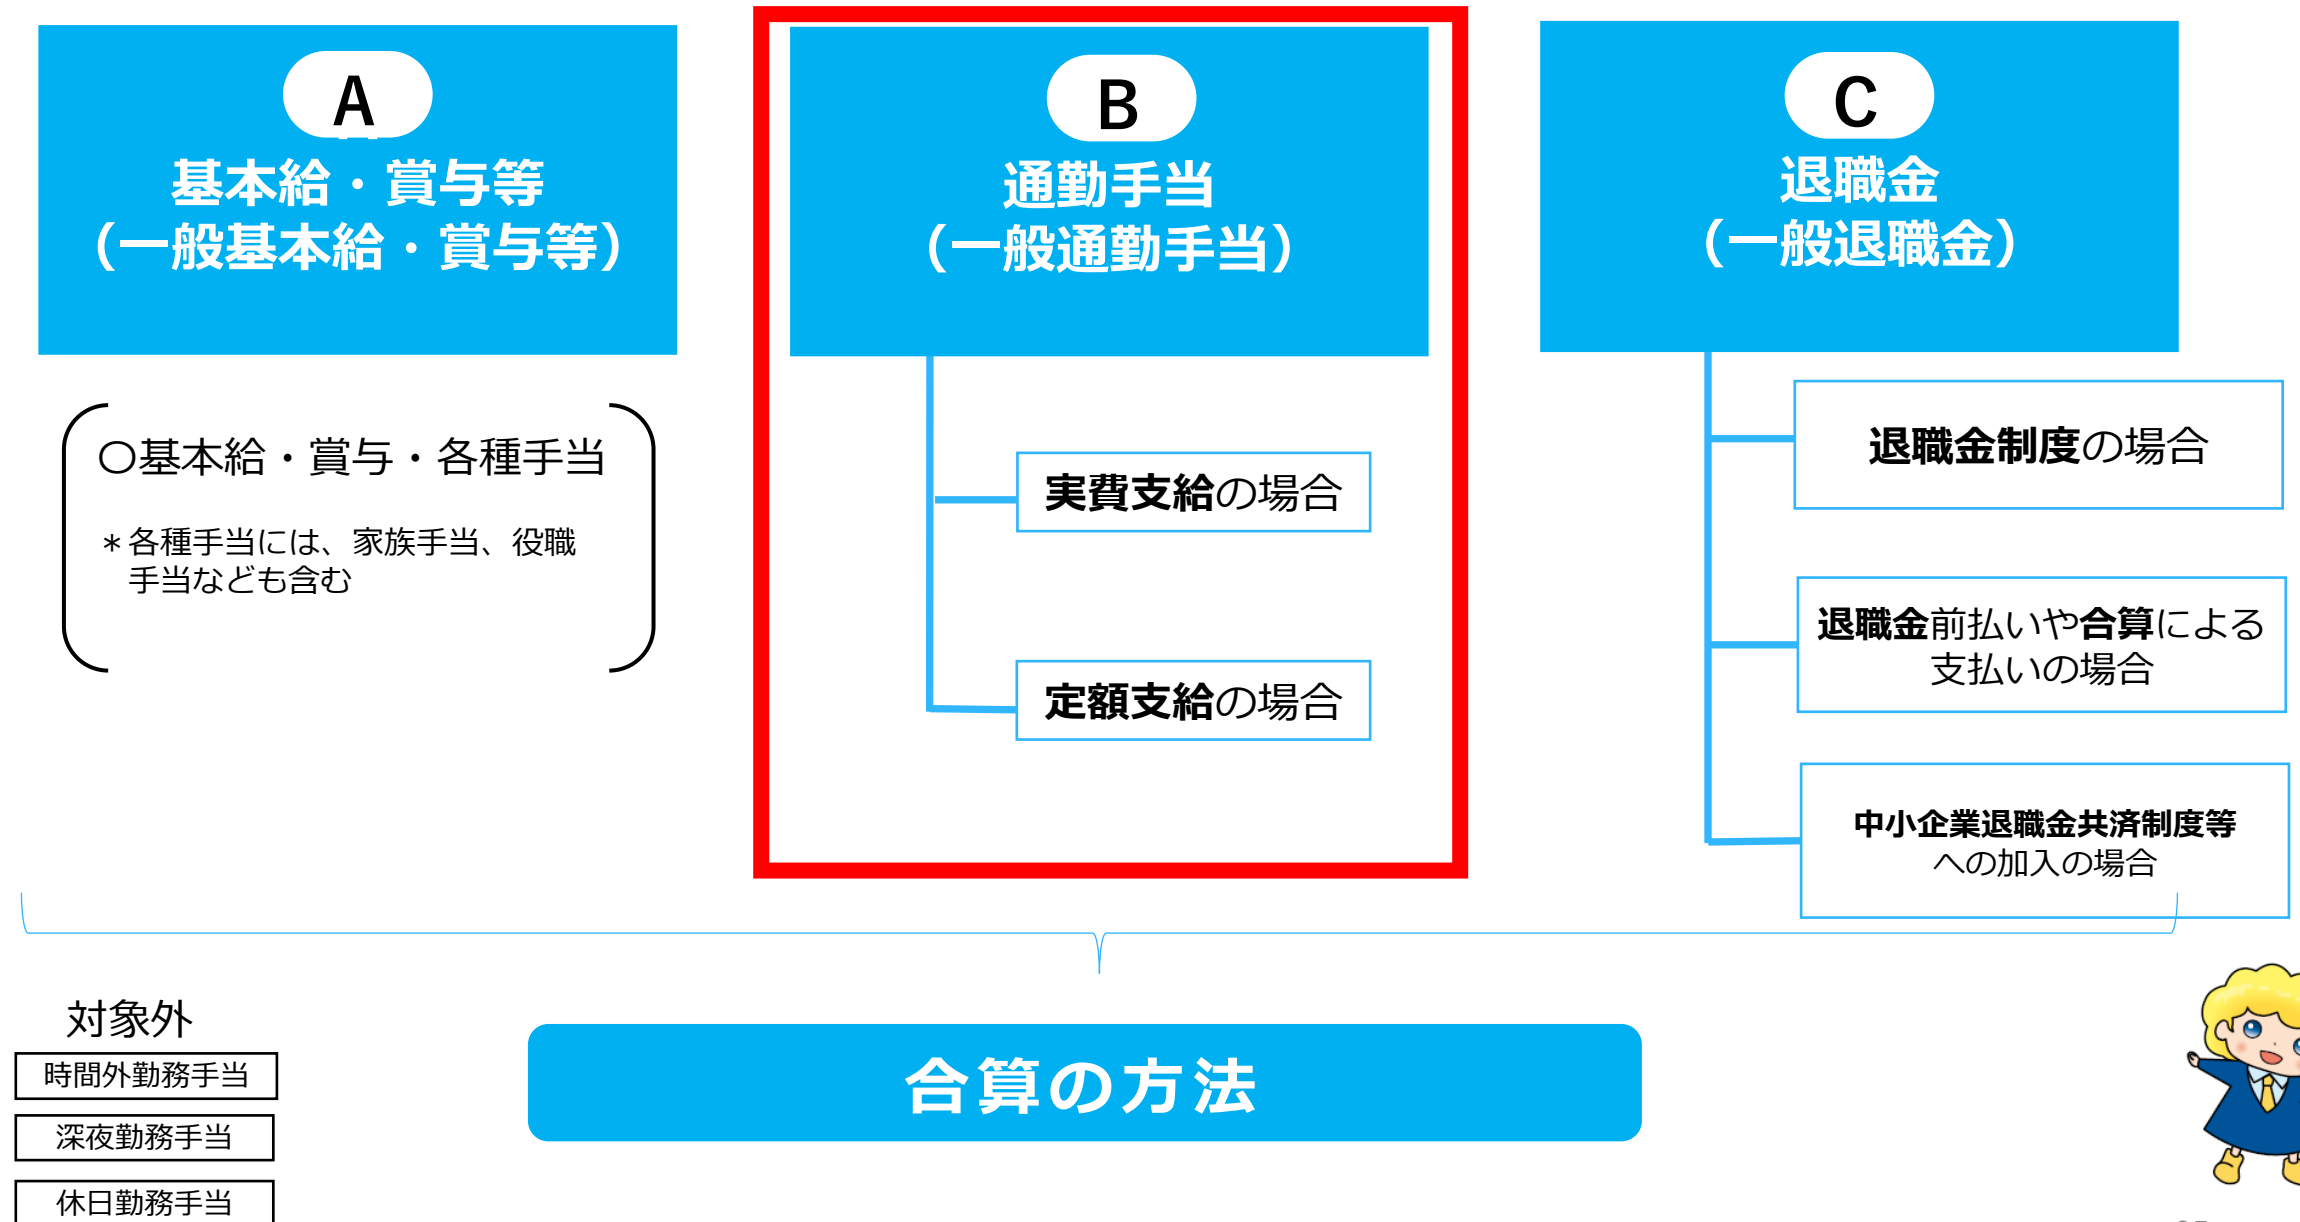 A
基本給・賞与等
（一般基本給・賞与等）
〇基本給・賞与・各種手当
＊各種手当には、家族手当、役職
手当なども含む
B
通勤手当
（一般通勤手当）
実費支給の場合
定額支給の場合
C
退職金
（一般退職金）
退職金制度の場合
退職金前払いや合算による
支払いの場合
中小企業退職金共済制度等
への加入の場合
対象外
時間外勤務手当
深夜勤務手当
休日勤務手当
合算の方法